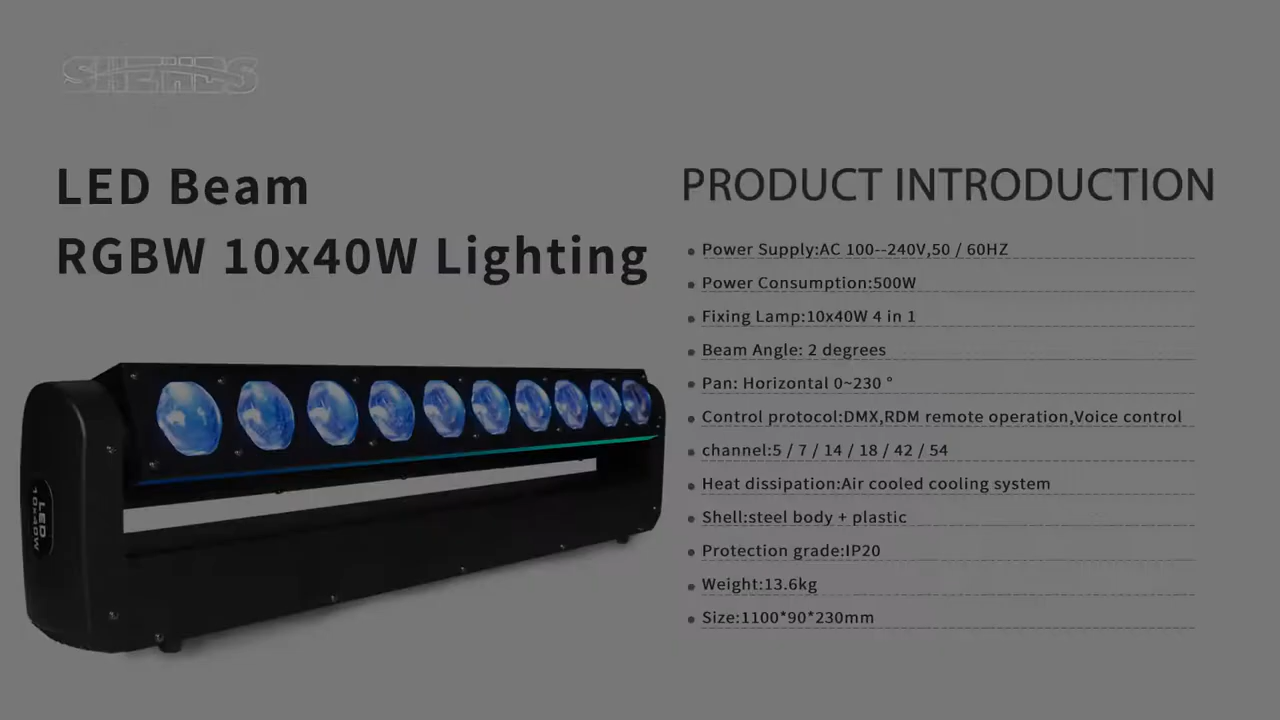 SHEHDS
LED Beam
RGBW 10x40W Lighting
LED
10x40W
PRODUCT INTRODUCTION
Power Supply:AC 100--240V,50 / 60HZ
Power Consumption:500W
Fixing Lamp:10x40W 4 in 1
Beam Angle: 2 degrees
Pan: Horizontal 0~230 °
Control protocol:DMX,RDM remote operation,Voice control
channel:5 / 7 / 14 / 18 / 42 / 54
Heat dissipation:Air cooled cooling system
Shell:steel body + plastic
Protection grade:IP20
Weight:13.6kg
Size:1100*90*230mm